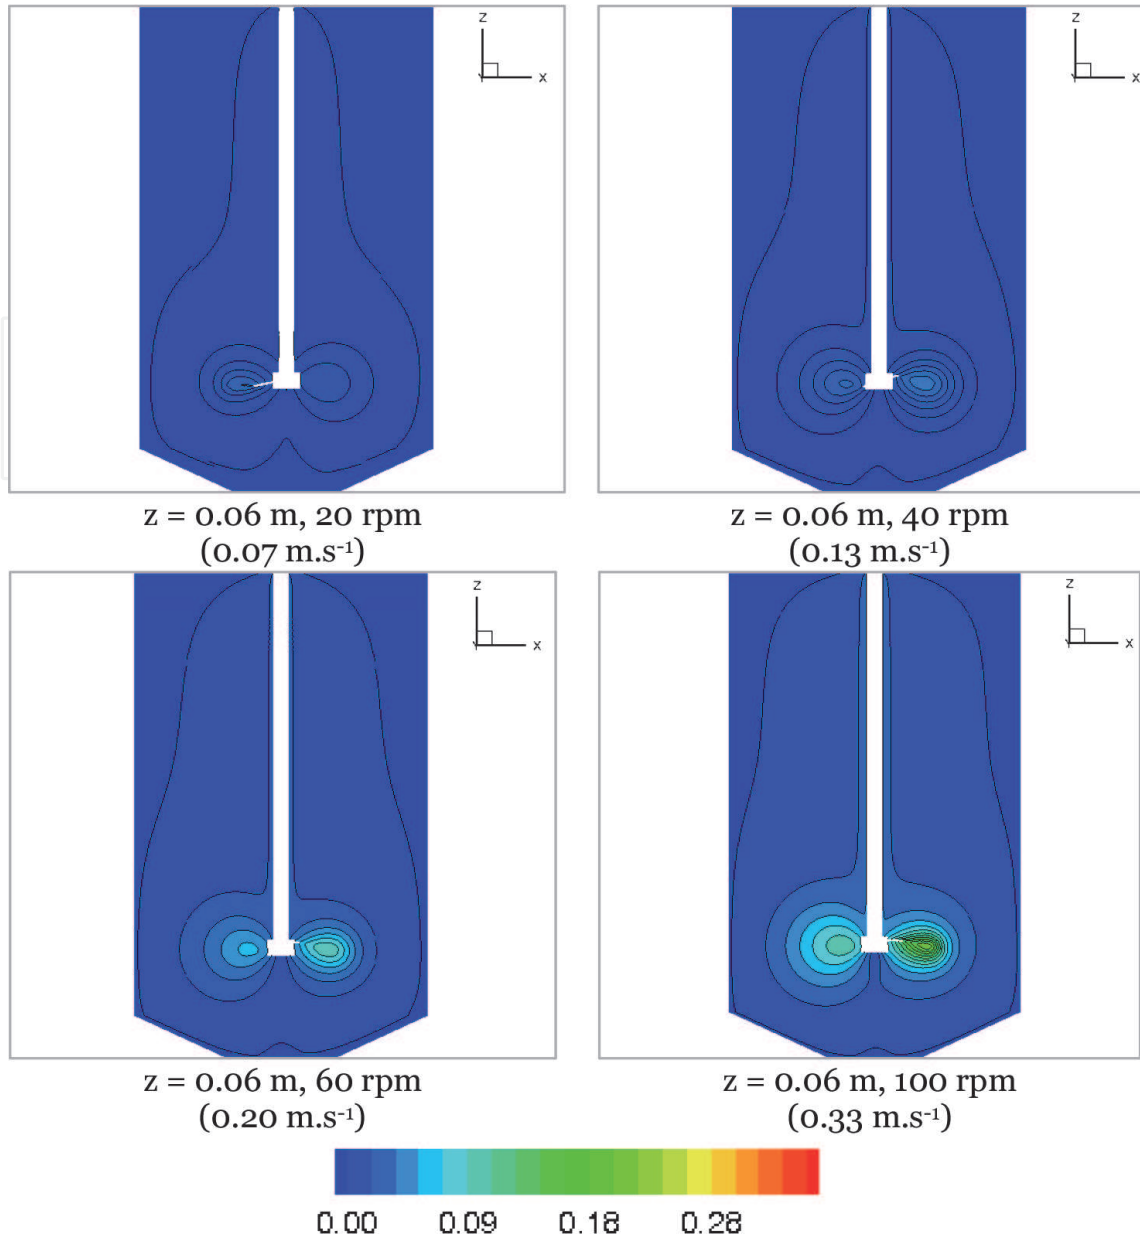 z
x
z
x
z = 0.06 m, 20 rpm
(0.07 m.s⁻¹)
z = 0.06 m, 40 rpm
(0.13 m.s⁻¹)
z
x
z
x
z = 0.06 m, 60 rpm
(0.20 m.s⁻¹)
z = 0.06 m, 100 rpm
(0.33 m.s⁻¹)
0.00 0.09 0.18 0.28